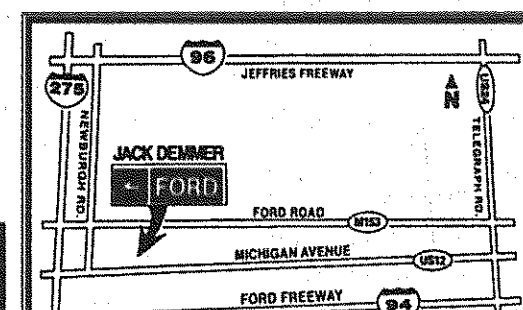 96
JEFFRIES FREEWAY
275
N
US24
NEWBURGH RD.
TELEGRAPH RD.
JACK DEMMER
← FORD
FORD ROAD
M153
MICHIGAN AVENUE
US12
FORD FREEWAY
94